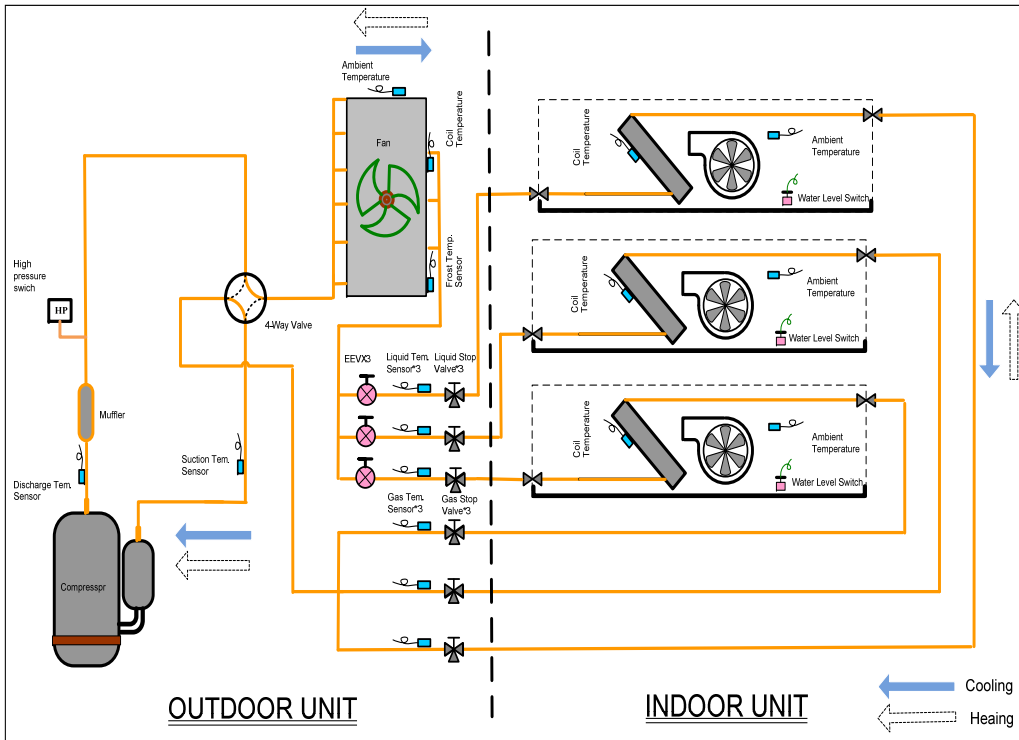 Ambient
Temperature
Fan
Coil
Temperature
Frost Temp.
Sensor
High
pressure
swich
HP
4-Way Valve
Muffler
Discharge Tem.
Sensor
Suction Tem.
Sensor
Compresspr
EEVX3
Liquid Tem.
Sensor*3
Liquid Stop
Valve*3
Gas Tem.
Sensor*3
Gas Stop
Valve*3
Coil
Temperature
Ambient
Temperature
Water Level Switch
Coil
Temperature
Ambient
Temperature
Water Level Switch
Coil
Temperature
Ambient
Temperature
Water Level Switch
OUTDOOR UNIT
INDOOR UNIT
Cooling
Heaing